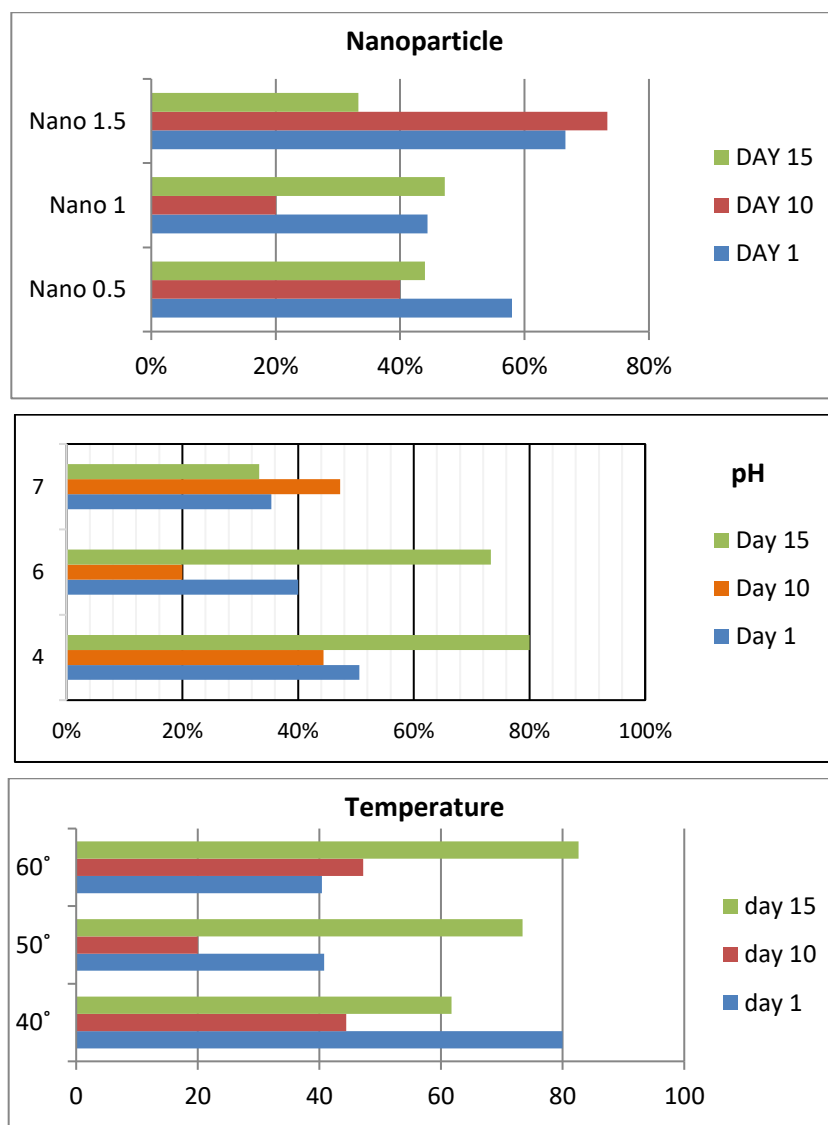 Nanoparticle
Nano 1.5
Nano 1
Nano 0.5
0% 20% 40% 60% 80%
DAY 15
DAY 10
DAY 1
pH
7
6
4
0% 20% 40% 60% 80% 100%
Day 15
Day 10
Day 1
Temperature
60˚
50˚
40˚
0 20 40 60 80 100
day 15
day 10
day 1